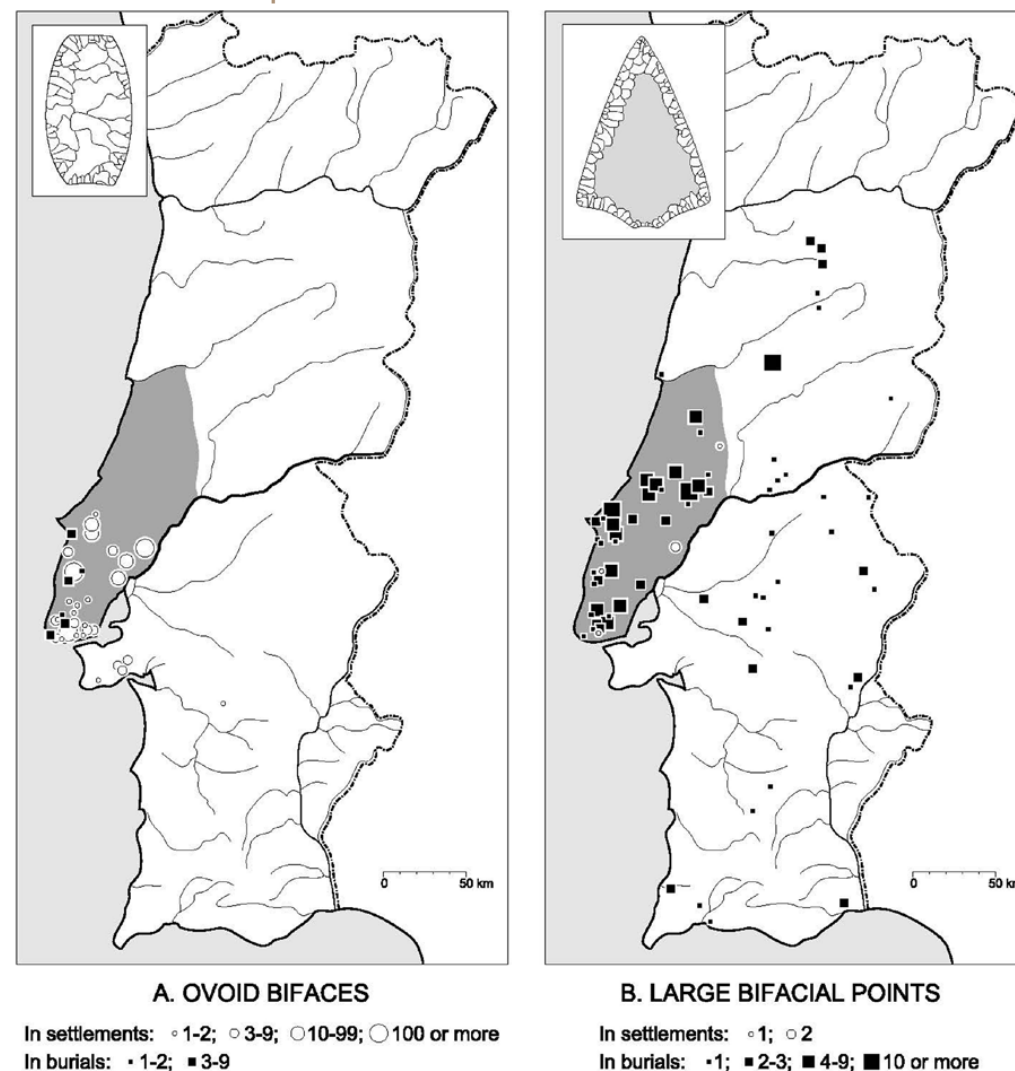 0 50 km
0 50 km
A. OVOID BIFACES
In settlements: 1-2; 3-9; 10-99; 100 or more
In burials: 1-2; 3-9
B. LARGE BIFACIAL POINTS
In settlements: 1; 2
In burials: 1; 2-3; 4-9; 10 or more